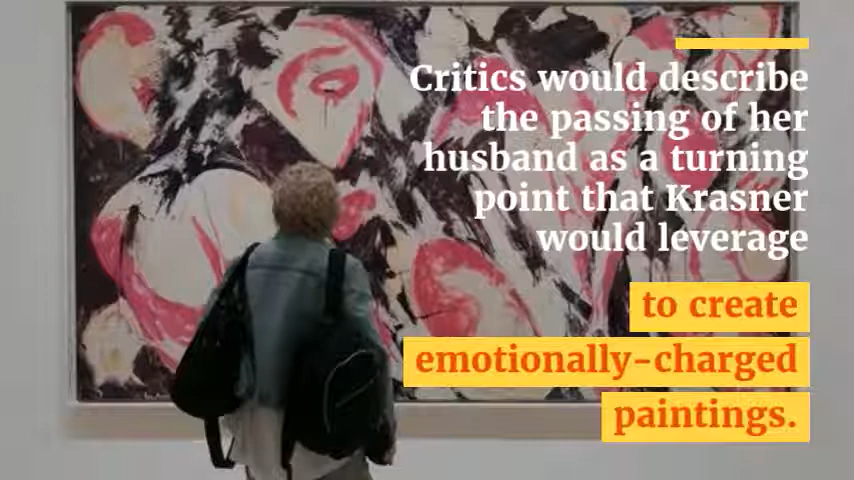 Critics would describe
the passing of her
husband as a turning
point that Krasner
would leverage
to create
emotionally-charged
paintings.